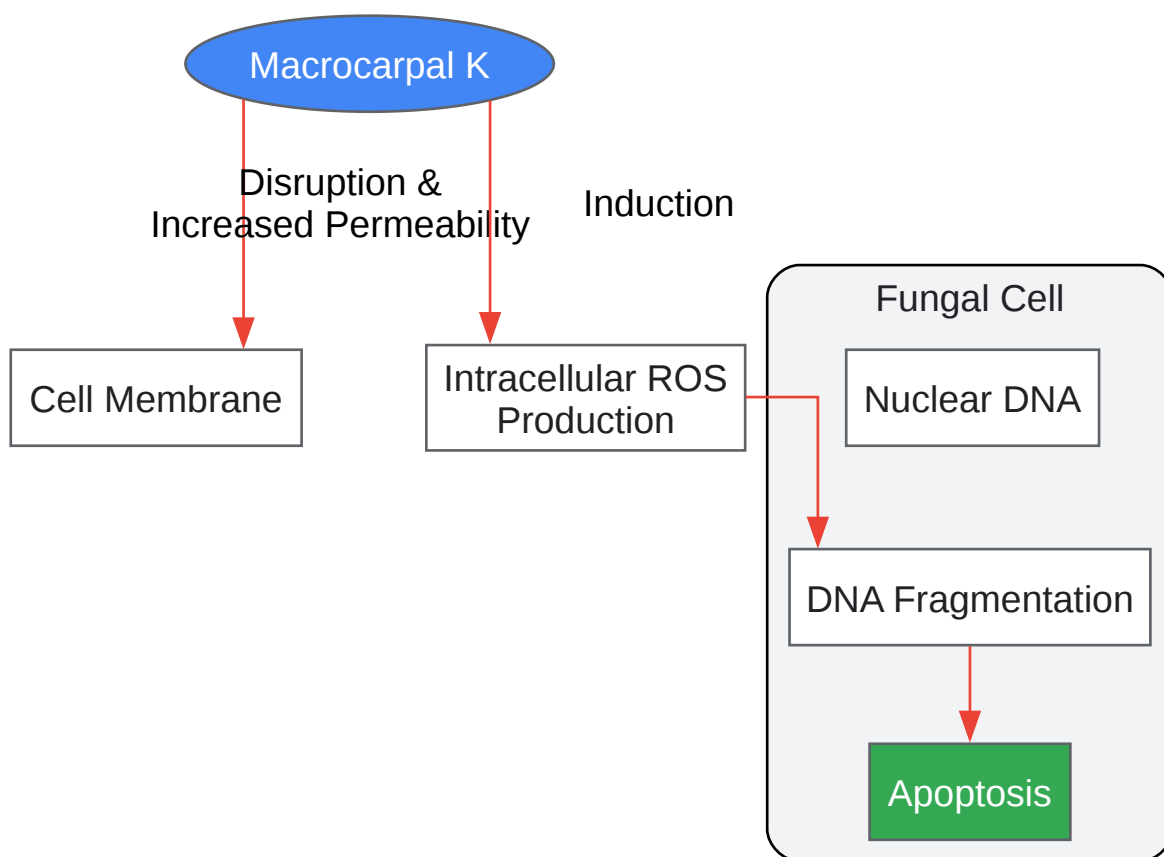 Macrocarpal K
Disruption &
Increased Permeability
Induction
Fungal Cell
Cell Membrane
Intracellular ROS
Production
Nuclear DNA
DNA Fragmentation
Apoptosis